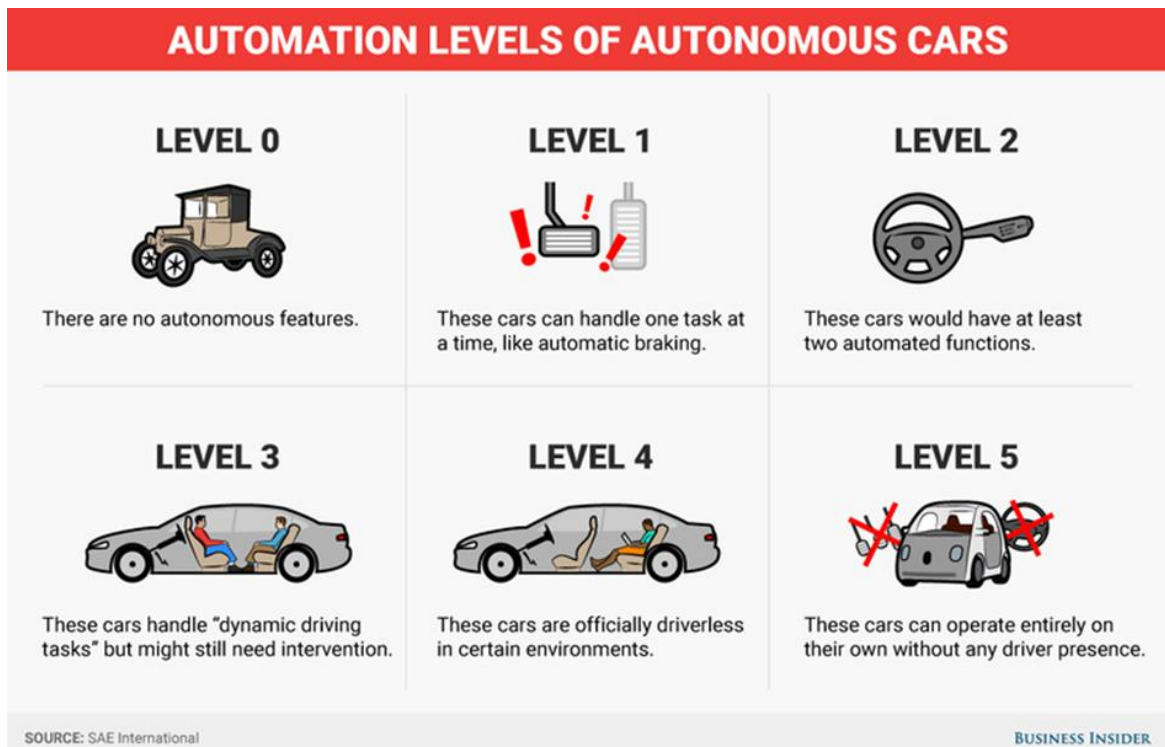 AUTOMATION LEVELS OF AUTONOMOUS CARS
LEVEL 0
There are no autonomous features.
LEVEL 1
These cars can handle one task at
a time, like automatic braking.
LEVEL 2
These cars would have at least
two automated functions.
LEVEL 3
These cars handle “dynamic driving
tasks” but might still need intervention.
LEVEL 4
These cars are officially driverless
in certain environments.
LEVEL 5
These cars can operate entirely on
their own without any driver presence.
SOURCE: SAE International
BUSINESS INSIDER